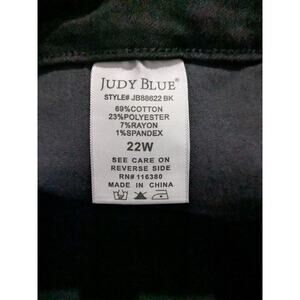 JUDY BLUE®
STYLE# JB88622 BK
69%COTTON
23%POLYESTER
7%RAYON
1%SPANDEX
22W
SEE CARE ON
REVERSE SIDE
RN# 116380
MADE IN CHINA